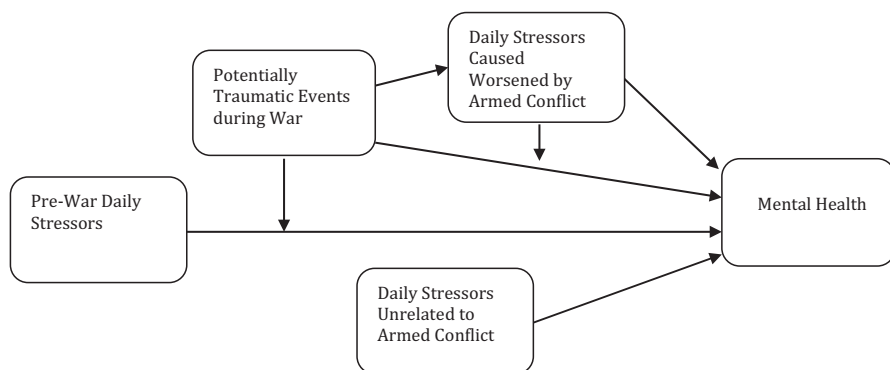 Daily Stressors
Caused
Worsened by
Armed Conflict
Potentially
Traumatic Events
during War
Pre-War Daily
Stressors
Mental Health
Daily Stressors
Unrelated to
Armed Conflict